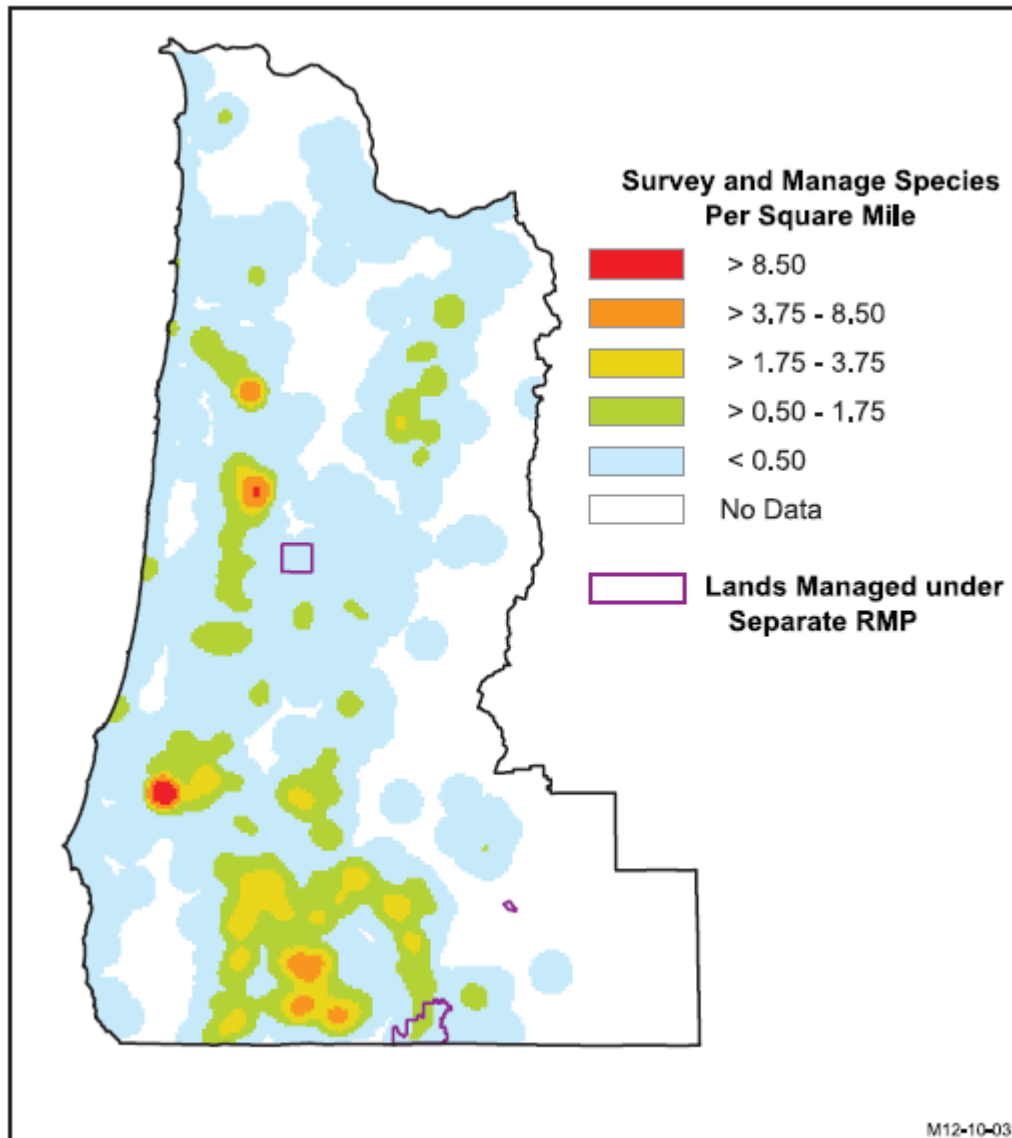 Survey and Manage Species
Per Square Mile
> 8.50
> 3.75 - 8.50
> 1.75 - 3.75
> 0.50 - 1.75
< 0.50
No Data
Lands Managed under
Separate RMP
M12-10-03